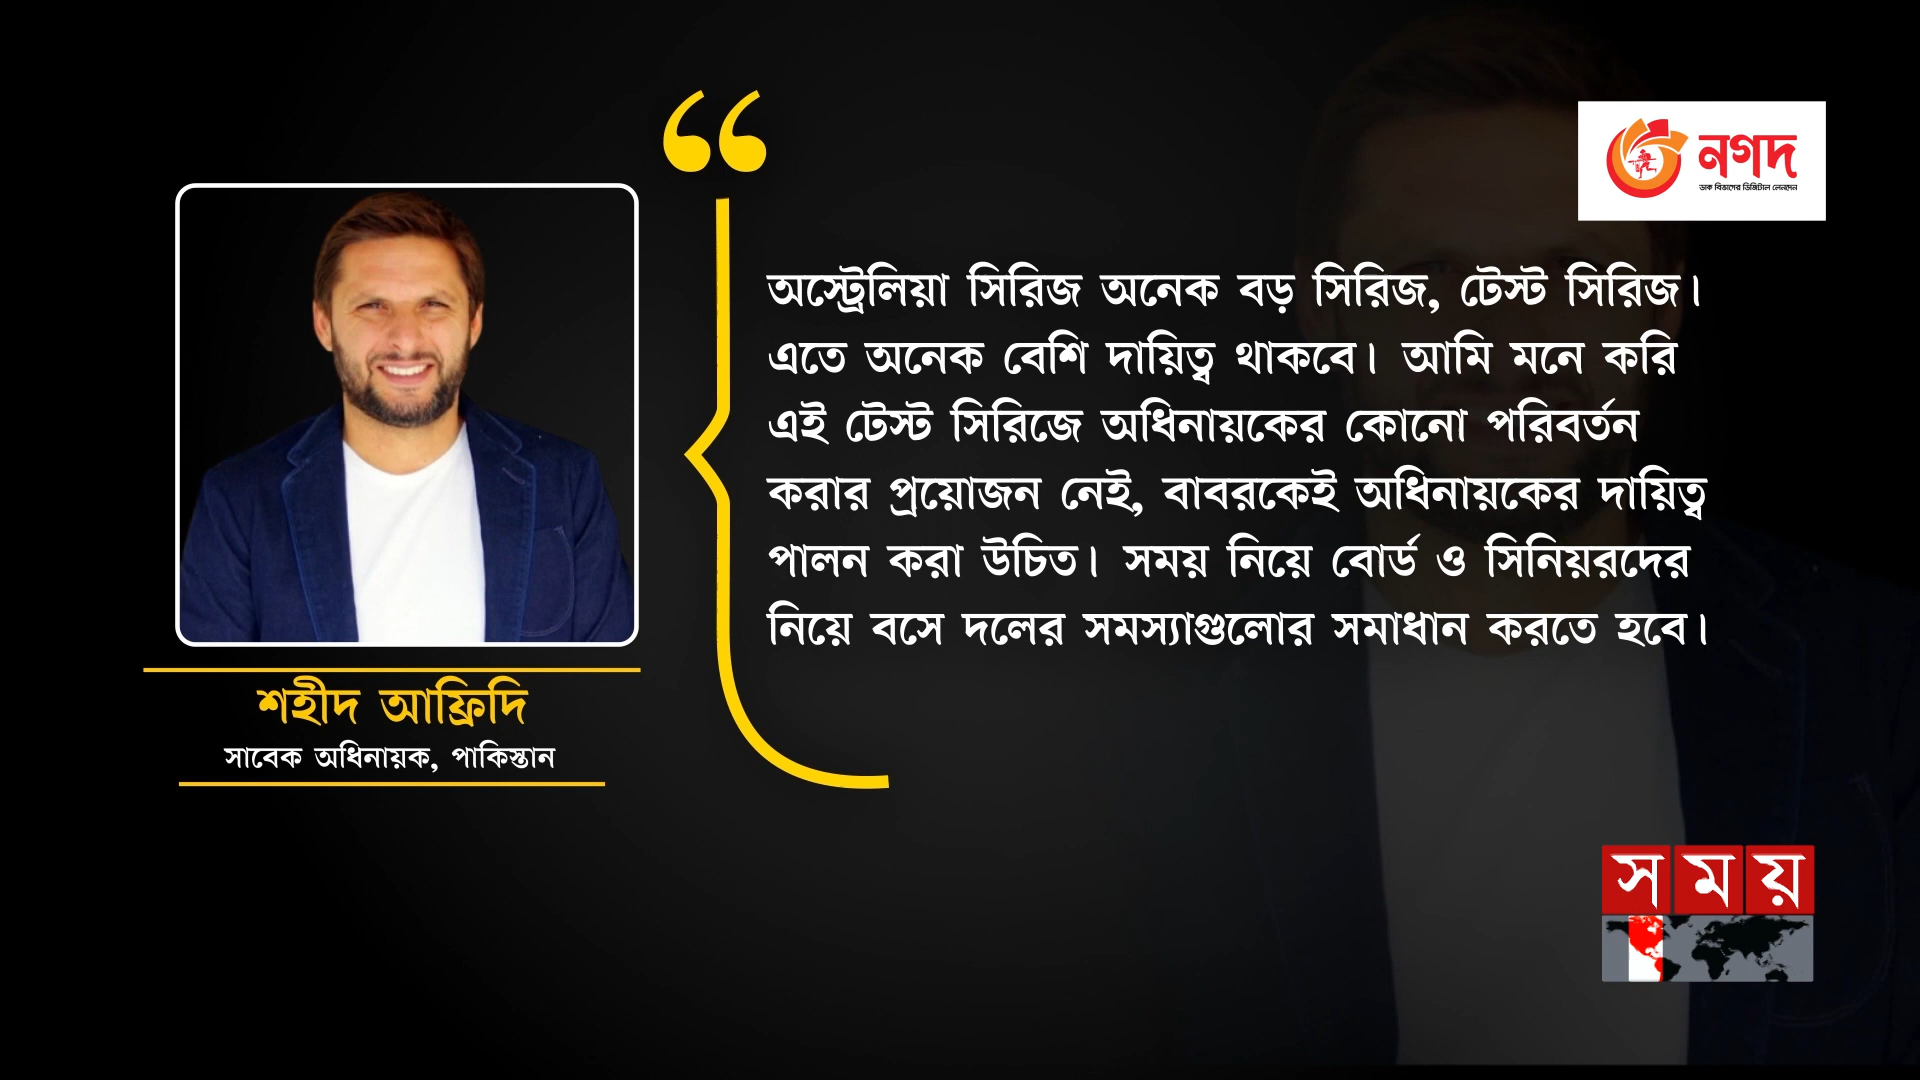 নগদ
ডাক বিভাগের ডিজিটাল লেনদেন
অস্ট্রেলিয়া সিরিজ অনেক বড় সিরিজ, টেস্ট সিরিজ।
এতে অনেক বেশি দায়িত্ব থাকবে। আমি মনে করি
এই টেস্ট সিরিজে অধিনায়কের কোনো পরিবর্তন
করার প্রয়োজন নেই, বাবরকেই অধিনায়কের দায়িত্ব
পালন করা উচিত। সময় নিয়ে বোর্ড ও সিনিয়রদের
নিয়ে বসে দলের সমস্যাগুলোর সমাধান করতে হবে।
শহীদ আফ্রিদি
সাবেক অধিনায়ক, পাকিস্তান
সময়